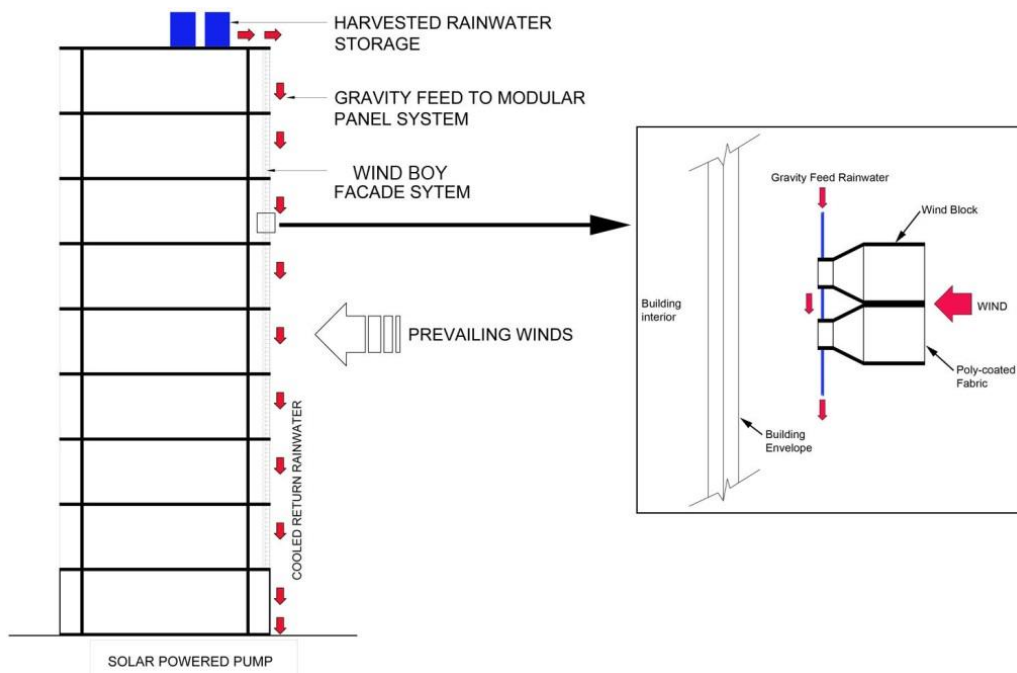 HARVESTED RAINWATER
STORAGE
GRAVITY FEED TO MODULAR
PANEL SYSTEM
WIND BOY
FACADE SYTEM
PREVAILING WINDS
COOLED RETURN RAINWATER
SOLAR POWERED PUMP
Gravity Feed Rainwater
Wind Block
Building
interior
WIND
Poly-coated
Fabric
Building
Envelope